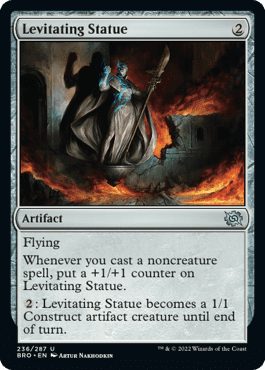 Levitating Statue 2
Artifact
Flying
Whenever you cast a noncreature
spell, put a +1/+1 counter on
Levitating Statue.
2: Levitating Statue becomes a 1/1
Construct artifact creature until end
of turn.
236/287 U
BRO • EN Artur Nakhodkin
™ & © 2022 Wizards of the Coast